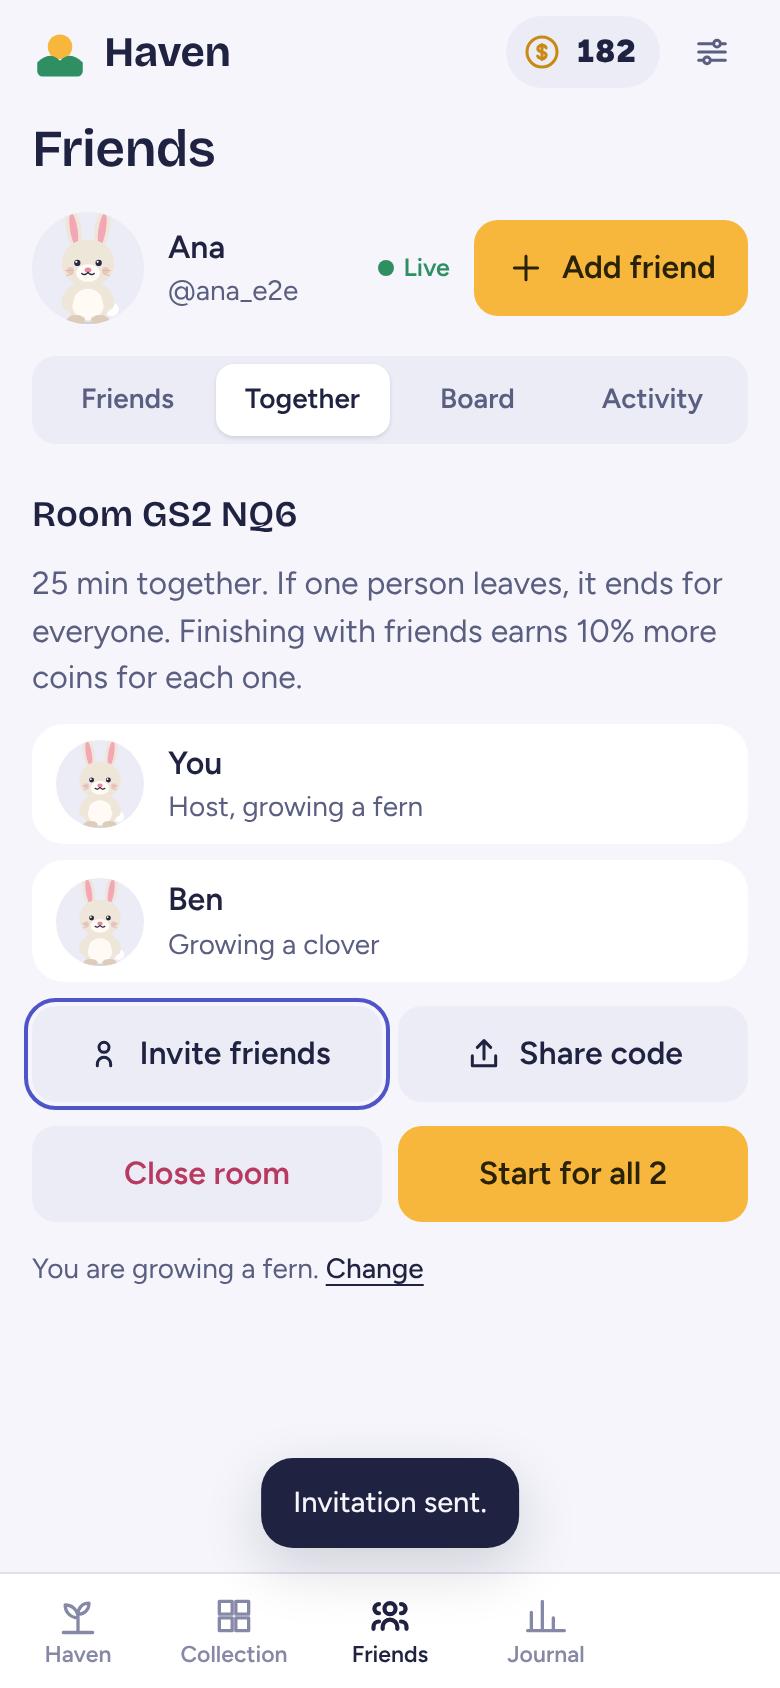 Haven
182
Friends
Ana
@ana_e2e
Live
Add friend
Friends
Together
Board
Activity
Room GS2 NQ6
25 min together. If one person leaves, it ends for
everyone. Finishing with friends earns 10% more
coins for each one.
You
Host, growing a fern
Ben
Growing a clover
Invite friends
Share code
Close room
Start for all 2
You are growing a fern. Change
Invitation sent.
Haven
Collection
Friends
Journal